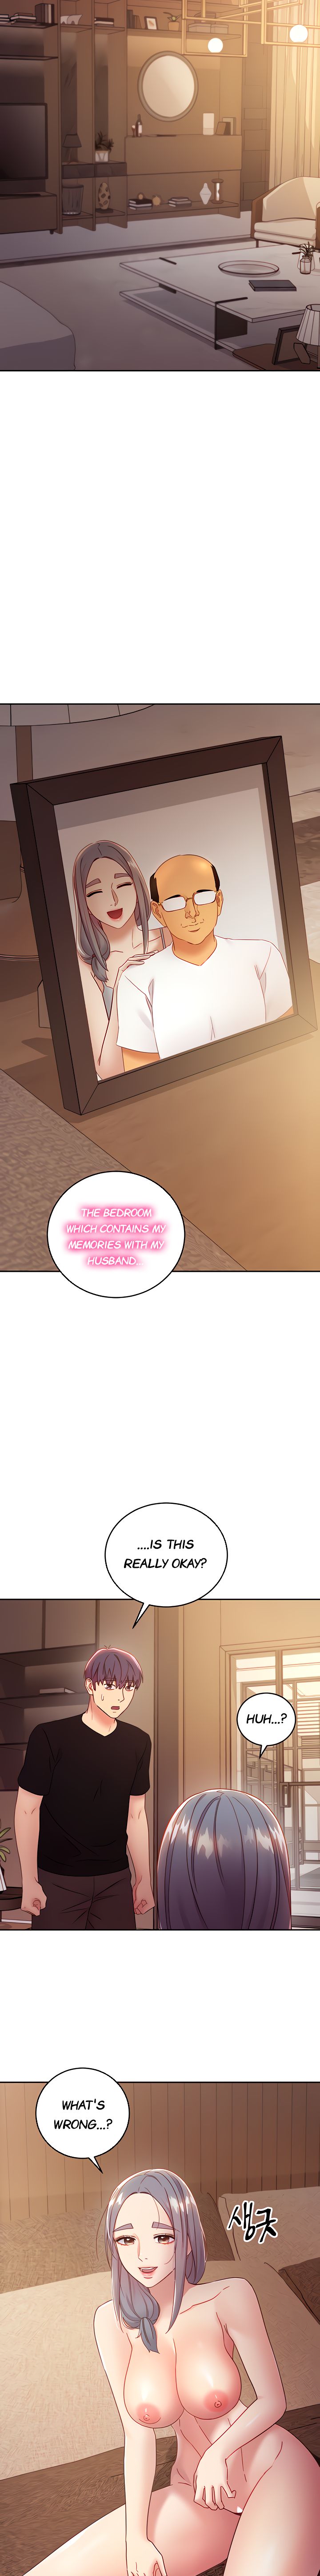 THE BEDROOM
WHICH CONTAINS MY
MEMORIES WITH MY
HUSBAND...
....IS THIS
REALLY OKAY?
HUH...?
WHAT'S
WRONG...?
생긋